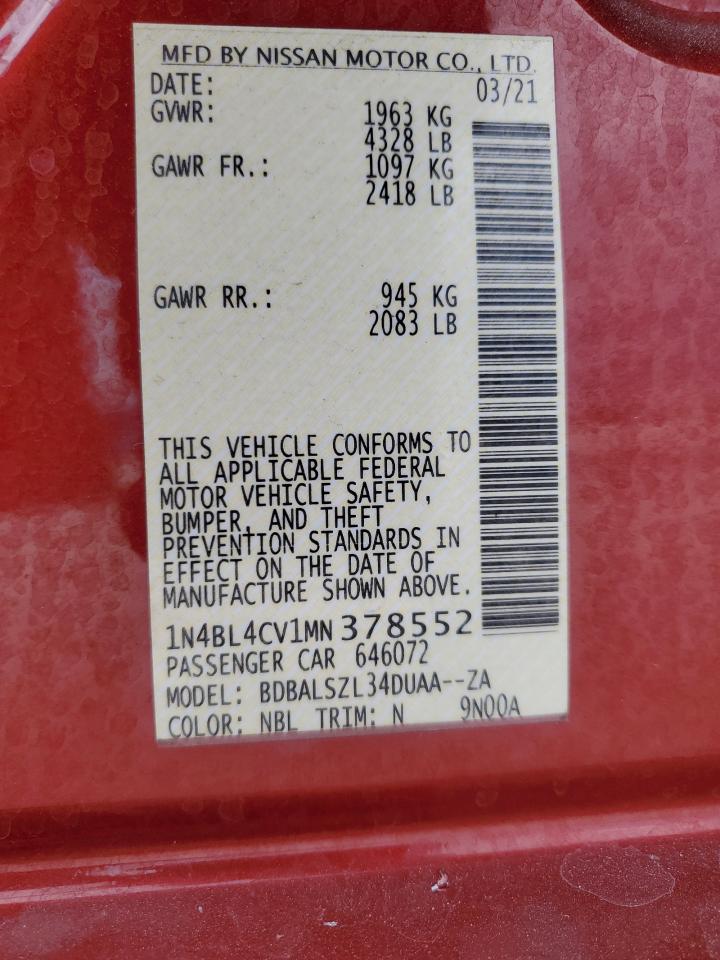 MFD BY NISSAN MOTOR CO., LTD.
DATE: 03/21
GVWR: 1963 KG
4328 LB
GAWR FR.: 1097 KG
2418 LB
GAWR RR.: 945 KG
2083 LB
THIS VEHICLE CONFORMS TO
ALL APPLICABLE FEDERAL
MOTOR VEHICLE SAFETY,
BUMPER, AND THEFT
PREVENTION STANDARDS IN
EFFECT ON THE DATE OF
MANUFACTURE SHOWN ABOVE.
1N4BL4CV1MN378552
PASSENGER CAR 646072
MODEL: BDBALSZL34DUAA--ZA
COLOR: NBL TRIM: N 9N00A